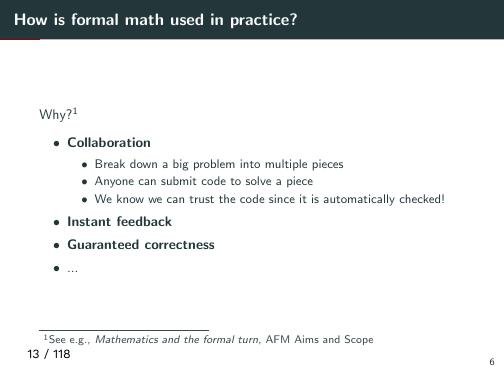 How is formal math used in practice?
Why?¹
• Collaboration
• Break down a big problem into multiple pieces
• Anyone can submit code to solve a piece
• We know we can trust the code since it is automatically checked!
• Instant feedback
• Guaranteed correctness
• ...
¹See e.g., Mathematics and the formal turn, AFM Aims and Scope
13 / 118
6